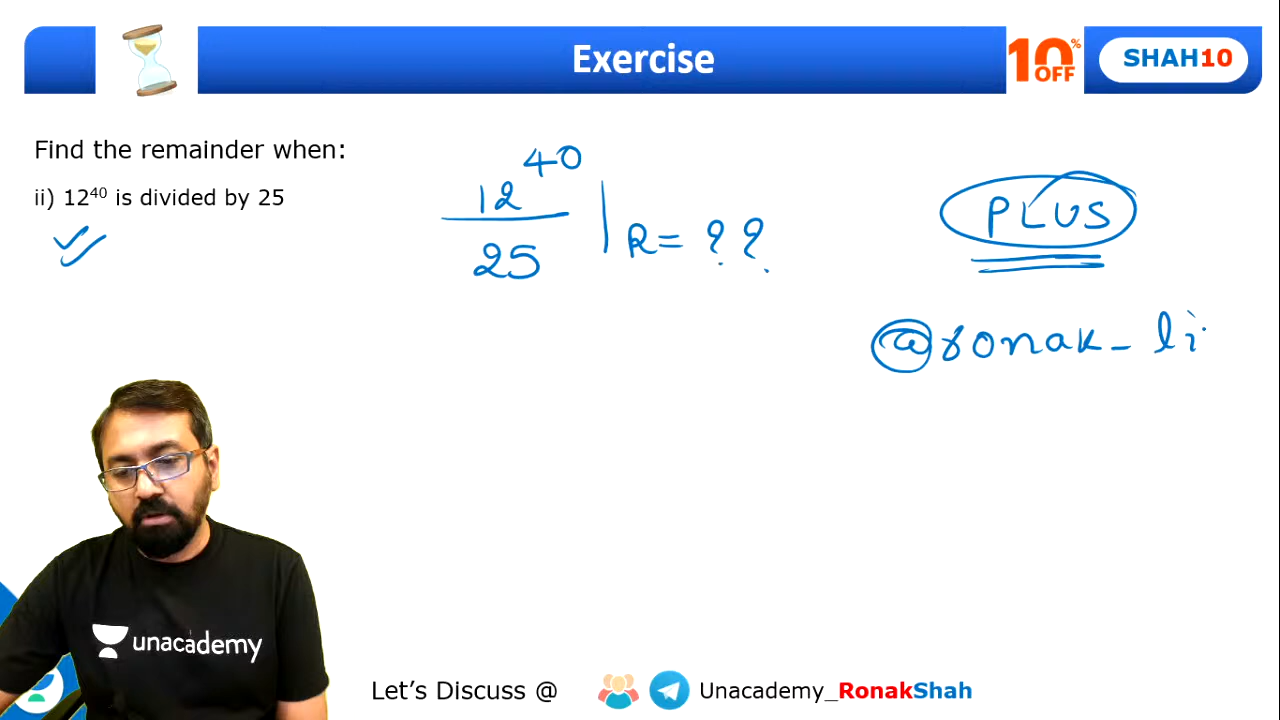 Exercise
10% OFF
SHAH10
Find the remainder when:
ii) 12⁴⁰ is divided by 25
12⁴⁰
25
R = ??
PLUS
@ronak_li
unacademy
Let’s Discuss @ Unacademy_RonakShah